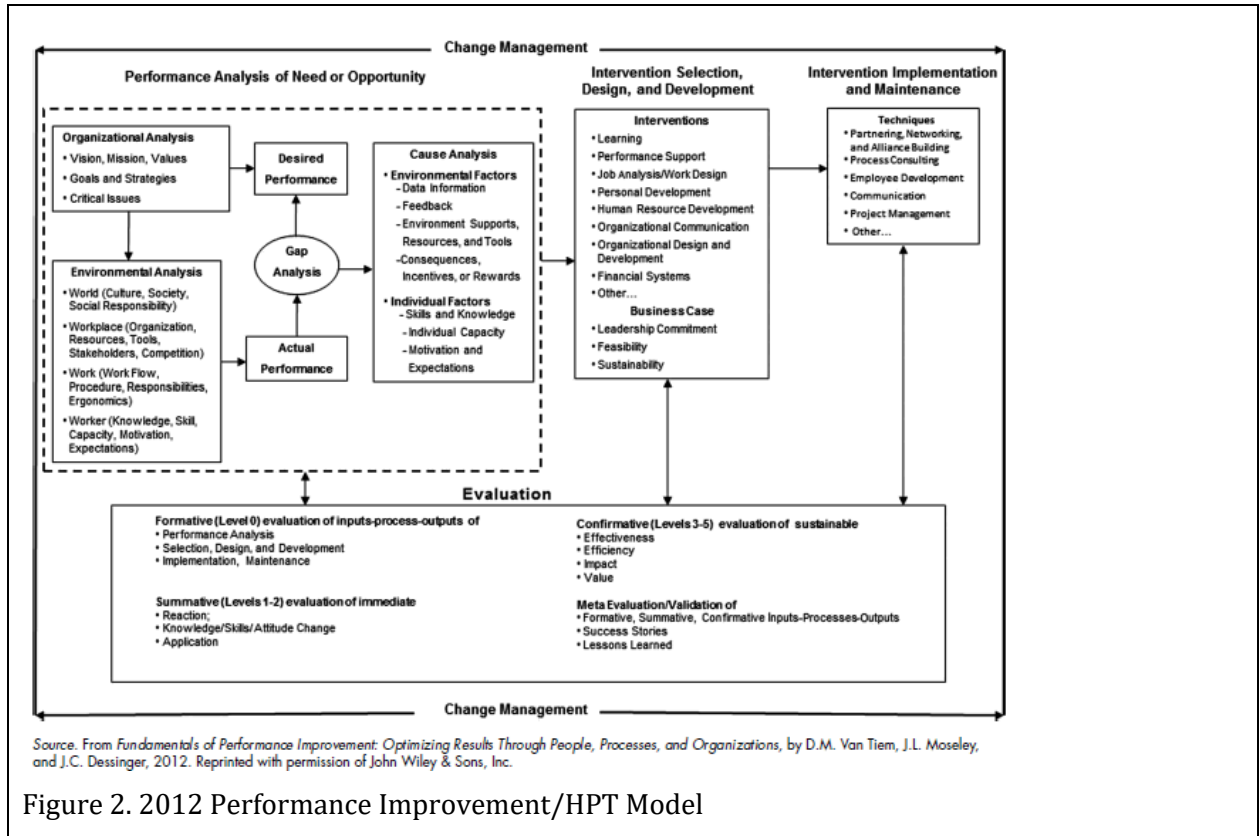 Change Management
Performance Analysis of Need or Opportunity
Intervention Selection,
Design, and Development
Intervention Implementation
and Maintenance
Organizational Analysis
• Vision, Mission, Values
• Goals and Strategies
• Critical Issues
Environmental Analysis
• World (Culture, Society,
Social Responsibility)
• Workplace (Organization,
Resources, Tools,
Stakeholders, Competition)
• Work (Work Flow,
Procedure, Responsibilities,
Ergonomics)
• Worker (Knowledge, Skill,
Capacity, Motivation,
Expectations)
Desired
Performance
Gap
Analysis
Actual
Performance
Cause Analysis
• Environmental Factors
– Data Information
– Feedback
– Environment Supports,
Resources, and Tools
– Consequences,
Incentives, or Rewards
• Individual Factors
– Skills and Knowledge
– Individual Capacity
– Motivation and
Expectations
Interventions
• Learning
• Performance Support
• Job Analysis/Work Design
• Personal Development
• Human Resource Development
• Organizational Communication
• Organizational Design and
Development
• Financial Systems
• Other...
Business Case
• Leadership Commitment
• Feasibility
• Sustainability
Techniques
• Partnering, Networking,
and Alliance Building
• Process Consulting
• Employee Development
• Communication
• Project Management
• Other...
Evaluation
Formative (Level 0) evaluation of inputs-process-outputs of
• Performance Analysis
• Selection, Design, and Development
• Implementation, Maintenance
Summative (Levels 1-2) evaluation of immediate
• Reaction;
• Knowledge/Skills/Attitude Change
• Application
Confirmative (Levels 3-5) evaluation of sustainable
• Effectiveness
• Efficiency
• Impact
• Value
Meta Evaluation/Validation of
• Formative, Summative, Confirmative Inputs-Processes-Outputs
• Success Stories
• Lessons Learned
Change Management
Source. From Fundamentals of Performance Improvement: Optimizing Results Through People, Processes, and Organizations, by D.M. Van Tiem, J.L. Moseley,
and J.C. Dessinger, 2012. Reprinted with permission of John Wiley & Sons, Inc.
Figure 2. 2012 Performance Improvement/HPT Model